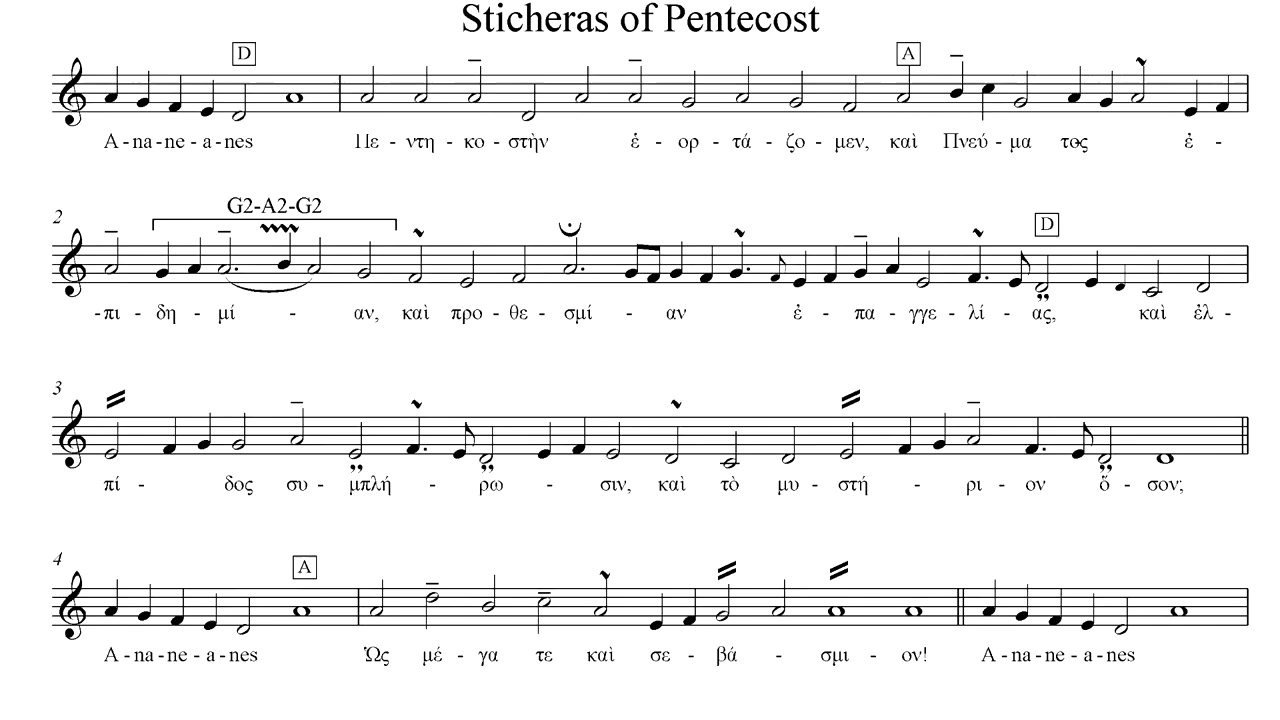 Sticheras of Pentecost
D A
A - na - ne - a - nes Πε - ντη - κο - στὴν ἑ - ορ - τά - ζο - μεν, καὶ Πνεύ - μα τος ἐ -
2 G2-A2-G2 D
-πι - δη - μί - αν, καὶ προ - θε - σμί - αν ἐ - πα - γγε - λί - ας, καὶ ἐλ -
3
πί - δος συ - μπλή - ρω - σιν, καὶ τὸ μυ - στή - ρι - ον ὅ - σον;
4 A
A - na - ne - a - nes Ὡς μέ - γα τε καὶ σε - βά - σμι - ον! A - na - ne - a - nes